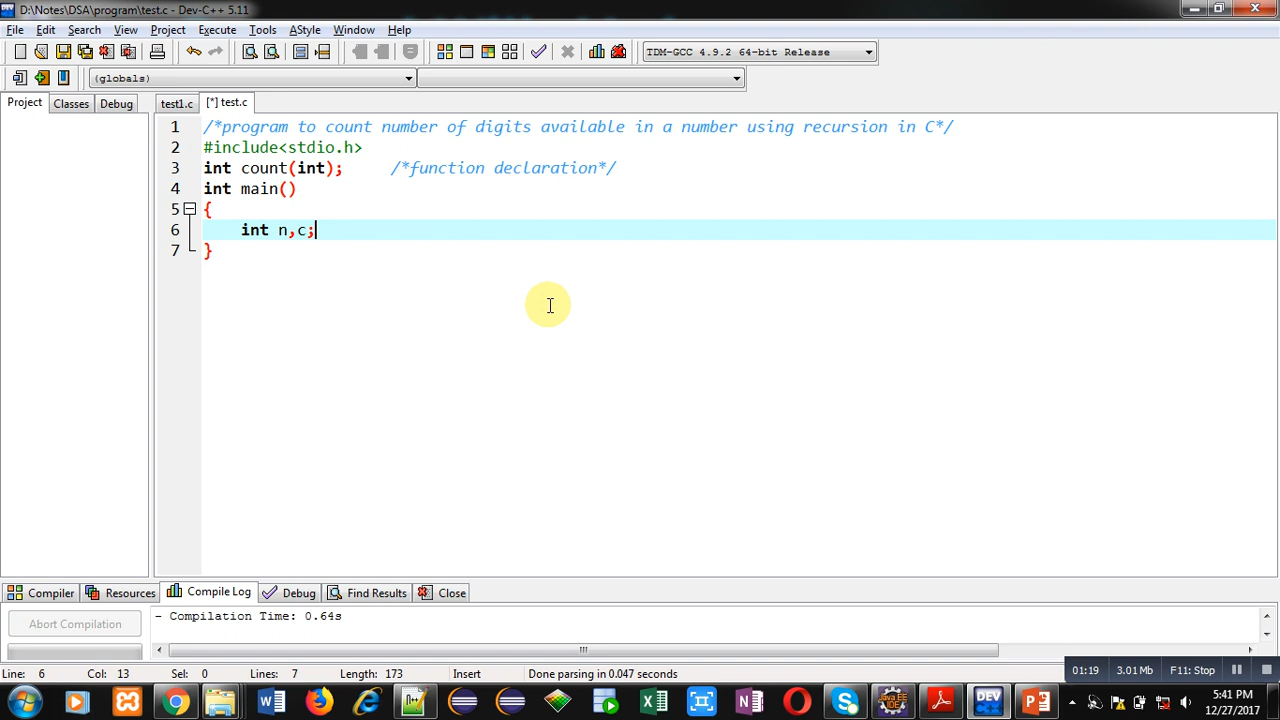 D:\Notes\DSA\program\test.c - Dev-C++ 5.11
File Edit Search View Project Execute Tools AStyle Window Help
TDM-GCC 4.9.2 64-bit Release
(globals)
Project Classes Debug test1.c [*] test.c
1 /*program to count number of digits available in a number using recursion in C*/
2 #include<stdio.h>
3 int count(int); /*function declaration*/
4 int main()
5 {
6 int n,c;
7 }
Compiler Resources Compile Log Debug Find Results Close
Abort Compilation
- Compilation Time: 0.64s
Line: 6 Col: 13 Sel: 0 Lines: 7 Length: 173 Insert Done parsing in 0.047 seconds
01:19 3.01 Mb F11: Stop
5:41 PM
12/27/2017